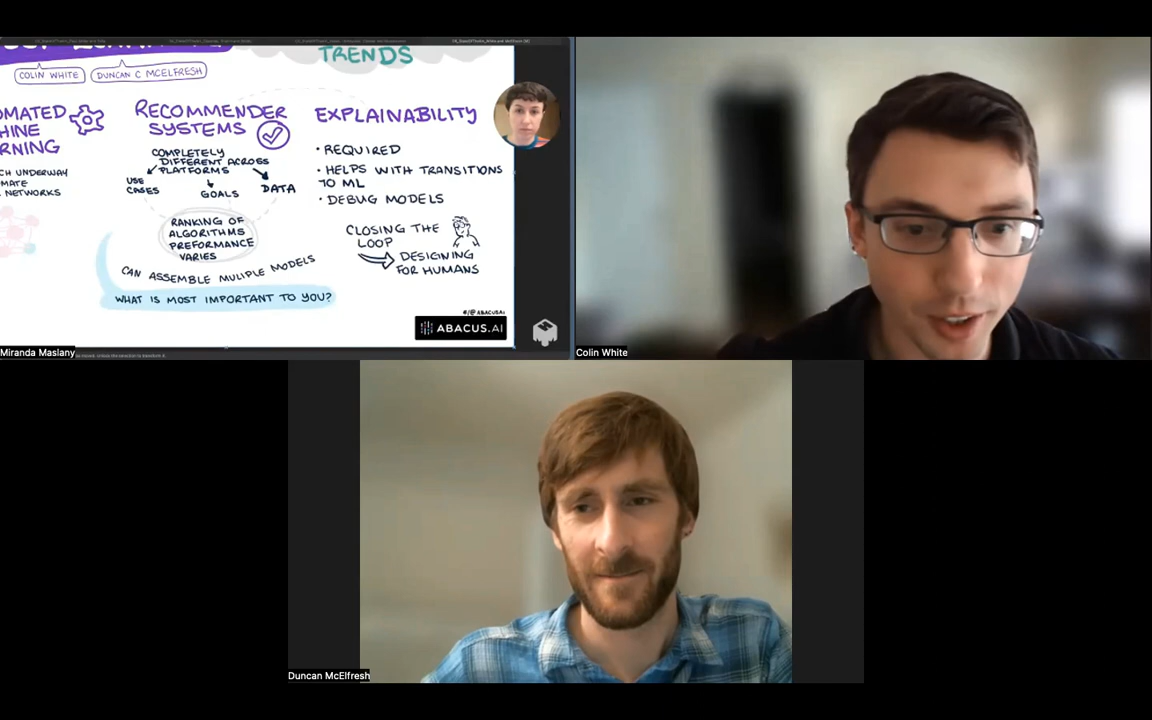 TRENDS
COLIN WHITE
DUNCAN C MCELFRESH
RECOMMENDER
SYSTEMS
COMPLETELY
DIFFERENT ACROSS
PLATFORMS
USE
CASES
GOALS
DATA
RANKING OF
ALGORITHMS
PREFORMANCE
VARIES
CAN ASSEMBLE MULIPLE MODELS
WHAT IS MOST IMPORTANT TO YOU?
EXPLAINABILITY
• REQUIRED
• HELPS WITH TRANSITIONS
TO ML
• DEBUG MODELS
CLOSING THE
LOOP
DESIGNING
FOR HUMANS
#/@ABACUSAI
ABACUS.AI
Miranda Maslany
Colin White
Duncan McElfresh